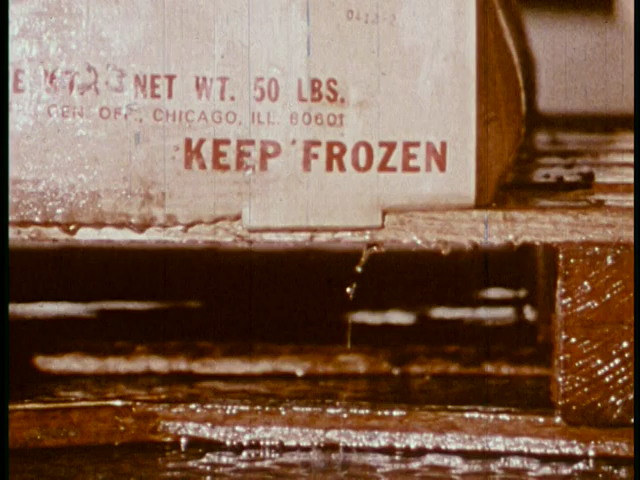 NET WT. 50 LBS.
GEN. OFF., CHICAGO, ILL. 60601
KEEP FROZEN